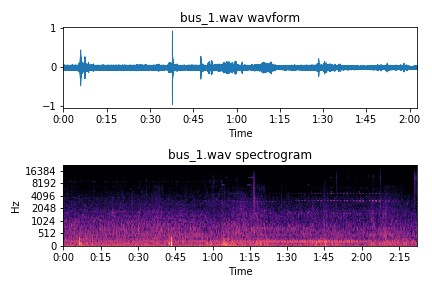 bus_1.wav wavform
1
0
−1
0:00 0:15 0:30 0:45 1:00 1:15 1:30 1:45 2:00
Time
bus_1.wav spectrogram
16384
8192
4096
2048
1024
512
0
Hz
0:00 0:15 0:30 0:45 1:00 1:15 1:30 1:45 2:00 2:15
Time